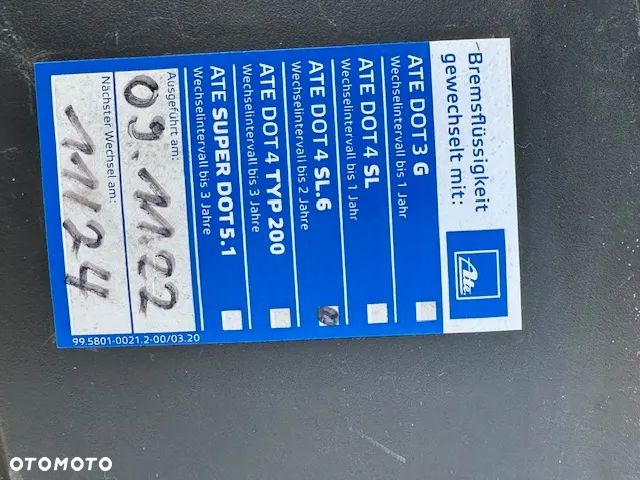 Bremsflüssigkeit
gewechselt mit:
Ate
ATE DOT 3 G
Wechselintervall bis 1 Jahr
ATE DOT 4 SL
Wechselintervall bis 1 Jahr
ATE DOT 4 SL.6
Wechselintervall bis 2 Jahre
ATE DOT 4 TYP 200
Wechselintervall bis 3 Jahre
ATE SUPER DOT 5.1
Wechselintervall bis 3 Jahre
Ausgeführt am:
09.11.22
Nächster Wechsel am:
11/24
99.5801-0021.2-00/03.20
OTOMOTO